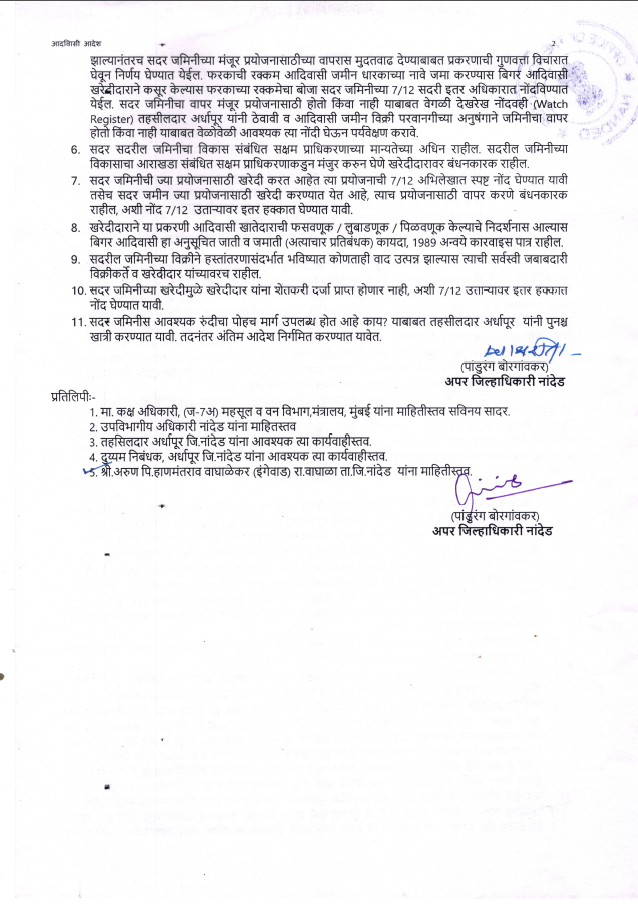 आदविासी आदेश
2
झाल्यानंतरच सदर जमिनीच्या मंजूर प्रयोजनासाठीच्या वापरास मुदतवाढ देण्याबाबत प्रकरणाची गुणवत्ता विचारात
घेवून निर्णय घेण्यात येईल. फरकाची रक्कम आदिवासी जमीन धारकाच्या नावे जमा करण्यास बिगर आदिवासी
खरेदीदाराने कसूर केल्यास फरकाच्या रक्कमेचा बोजा सदर जमिनीच्या 7/12 सदरी इतर अधिकारात नोंदविण्यात
येईल. सदर जमिनीचा वापर मंजूर प्रयोजनासाठी होतो किंवा नाही याबाबत वेगळी देखरेख नोंदवही (Watch
Register) तहसीलदार अर्धापूर यांनी ठेवावी व आदिवासी जमीन विक्री परवानगीच्या अनुषंगाने जमिनीचा वापर
होतो किंवा नाही याबाबत वेळोवेळी आवश्यक त्या नोंदी घेऊन पर्यवेक्षण करावे.
6. सदर सदरील जमिनीचा विकास संबंधित सक्षम प्राधिकरणाच्या मान्यतेच्या अधिन राहील. सदरील जमिनीच्या
विकासाचा आराखडा संबंधित सक्षम प्राधिकरणाकडुन मंजुर करुन घेणे खरेदीदारावर बंधनकारक राहील.
7. सदर जमिनीची ज्या प्रयोजनासाठी खरेदी करत आहेत त्या प्रयोजनाची 7/12 अभिलेखात स्पष्ट नोंद घेण्यात यावी
तसेच सदर जमीन ज्या प्रयोजनासाठी खरेदी करण्यात येत आहे, त्याच प्रयोजनासाठी वापर करणे बंधनकारक
राहील, अशी नोंद 7/12 उताऱ्यावर इतर हक्कात घेण्यात यावी.
8. खरेदीदाराने या प्रकरणी आदिवासी खातेदाराची फसवणूक / लुबाडणूक / पिळवणूक केल्याचे निदर्शनास आल्यास
बिगर आदिवासी हा अनुसूचित जाती व जमाती (अत्याचार प्रतिबंधक) कायदा, 1989 अन्वये कारवाइस पात्र राहील.
9. सदरील जमिनीच्या विक्रीने हस्तांतरणासंदर्भात भविष्यात कोणताही वाद उत्पन्न झाल्यास त्याची सर्वस्वी जबाबदारी
विक्रीकर्ते व खरेदीदार यांच्यावरच राहील.
10. सदर जमिनीच्या खरेदीमुळे खरेदीदार यांना शेतकरी दर्जा प्राप्त होणार नाही, अशी 7/12 उताऱ्यावर इतर हक्कात
नोंद घेण्यात यावी.
11. सदर जमिनीस आवश्यक रुंदीचा पोहच मार्ग उपलब्ध होत आहे काय? याबाबत तहसीलदार अर्धापूर यांनी पुनश्च
खात्री करण्यात यावी. तदनंतर अंतिम आदेश निर्गमित करण्यात यावेत.
(पांडुरंग बोरगांवकर)
अपर जिल्हाधिकारी नांदेड
प्रतिलिपी:-
1. मा. कक्ष अधिकारी, (ज-7अ) महसूल व वन विभाग,मंत्रालय, मुंबई यांना माहितीस्तव सविनय सादर.
2. उपविभागीय अधिकारी नांदेड यांना माहितस्तव
3. तहसिलदार अर्धापूर जि.नांदेड यांना आवश्यक त्या कार्यवाहीस्तव.
4. दुय्यम निबंधक, अर्धापूर जि.नांदेड यांना आवश्यक त्या कार्यवाहीस्तव.
5. श्री.अरुण पि.हाणमंतराव वाघाळेकर (इंगेवाड) रा.वाघाळा ता.जि.नांदेड यांना माहितीस्तव.
(पांडुरंग बोरगांवकर)
अपर जिल्हाधिकारी नांदेड